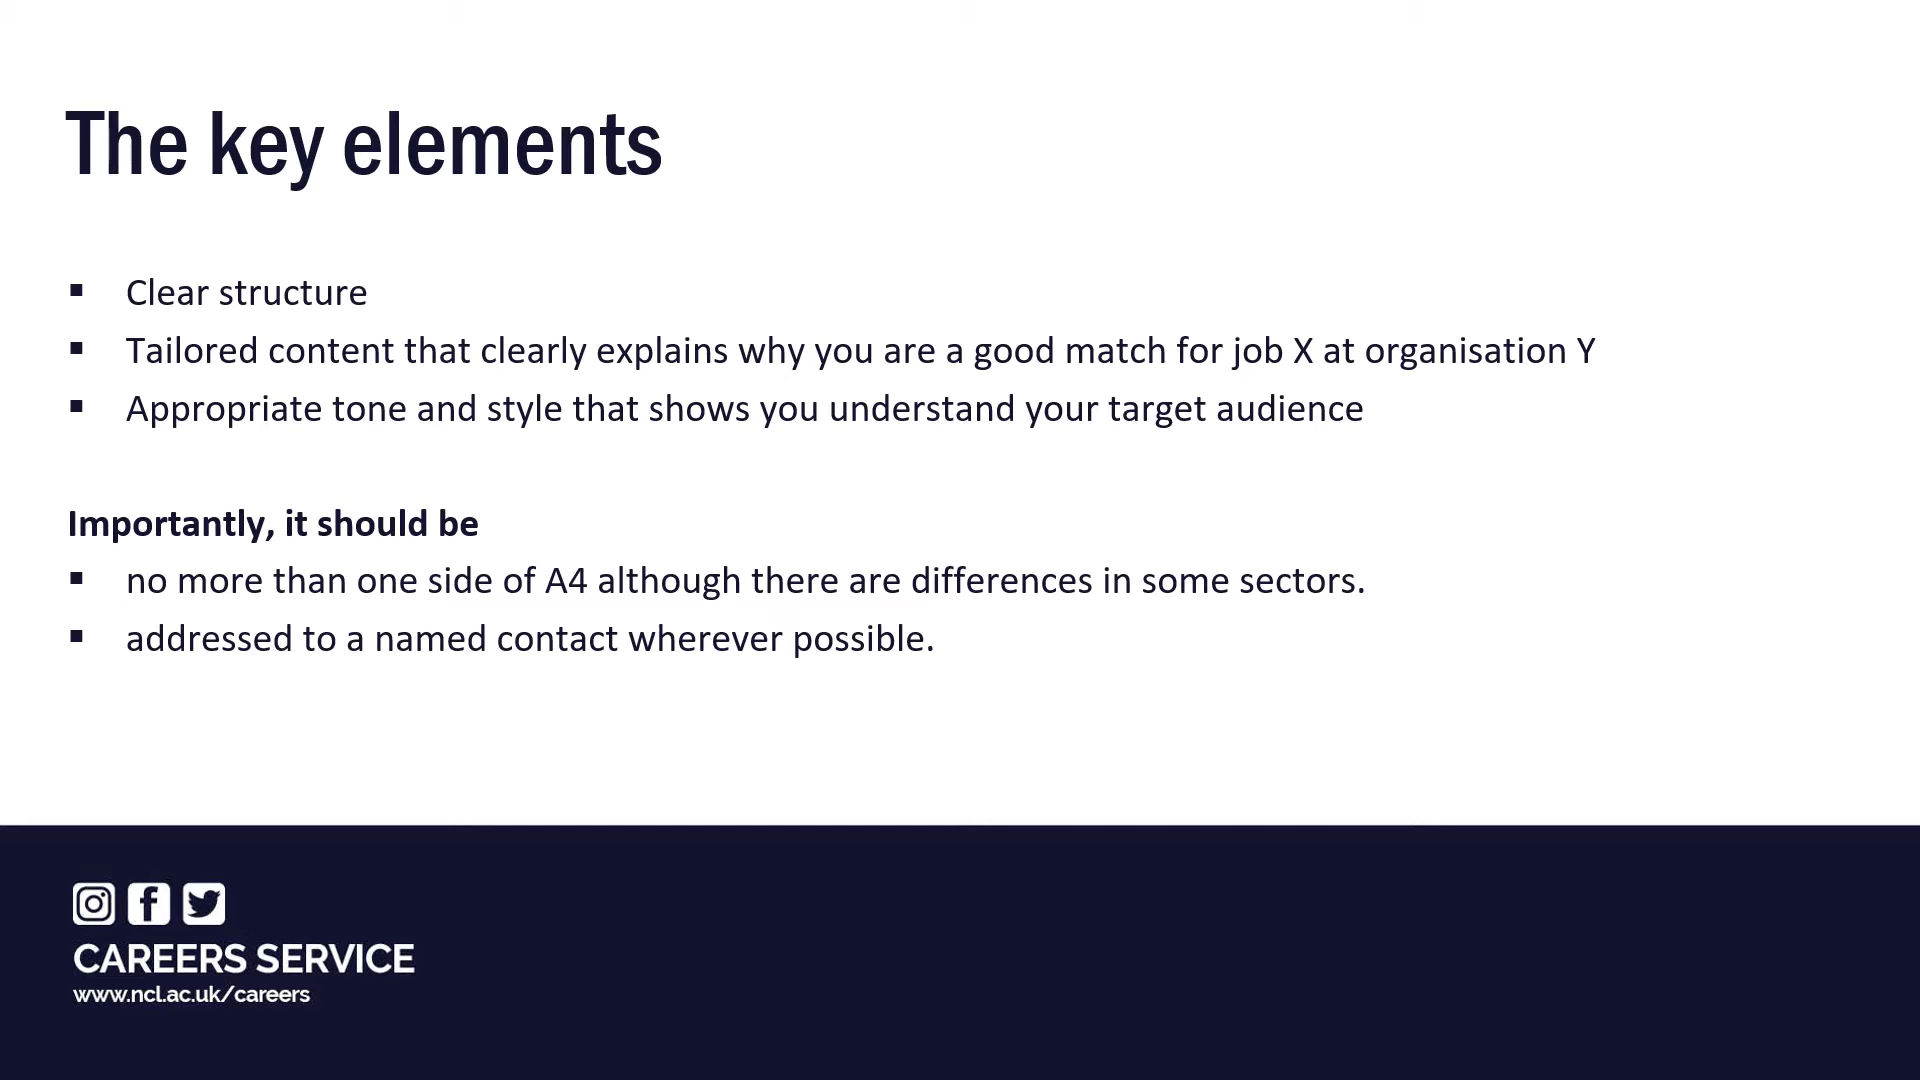 The key elements
▪ Clear structure
▪ Tailored content that clearly explains why you are a good match for job X at organisation Y
▪ Appropriate tone and style that shows you understand your target audience
Importantly, it should be
▪ no more than one side of A4 although there are differences in some sectors.
▪ addressed to a named contact wherever possible.
CAREERS SERVICE
www.ncl.ac.uk/careers